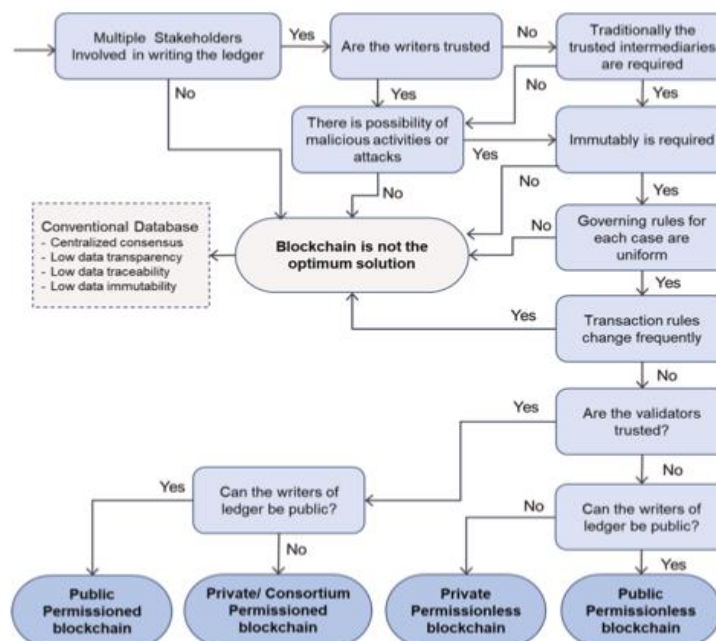 Multiple Stakeholders
Involved in writing the ledger
Yes
Are the writers trusted
No
Traditionally the
trusted intermediaries
are required
No
Yes
No
Yes
There is possibility of
malicious activities or
attacks
Yes
Immutably is required
No
No
Yes
Conventional Database
- Centralized consensus
- Low data transparency
- Low data traceability
- Low data immutability
Blockchain is not the
optimum solution
No
Governing rules for
each case are
uniform
Yes
Yes
Transaction rules
change frequently
No
Yes
Are the validators
trusted?
No
Yes
Can the writers of
ledger be public?
No
No
Can the writers of
ledger be public?
Yes
Public
Permissioned
blockchain
Private/ Consortium
Permissioned
blockchain
Private
Permissionless
blockchain
Public
Permissionless
blockchain